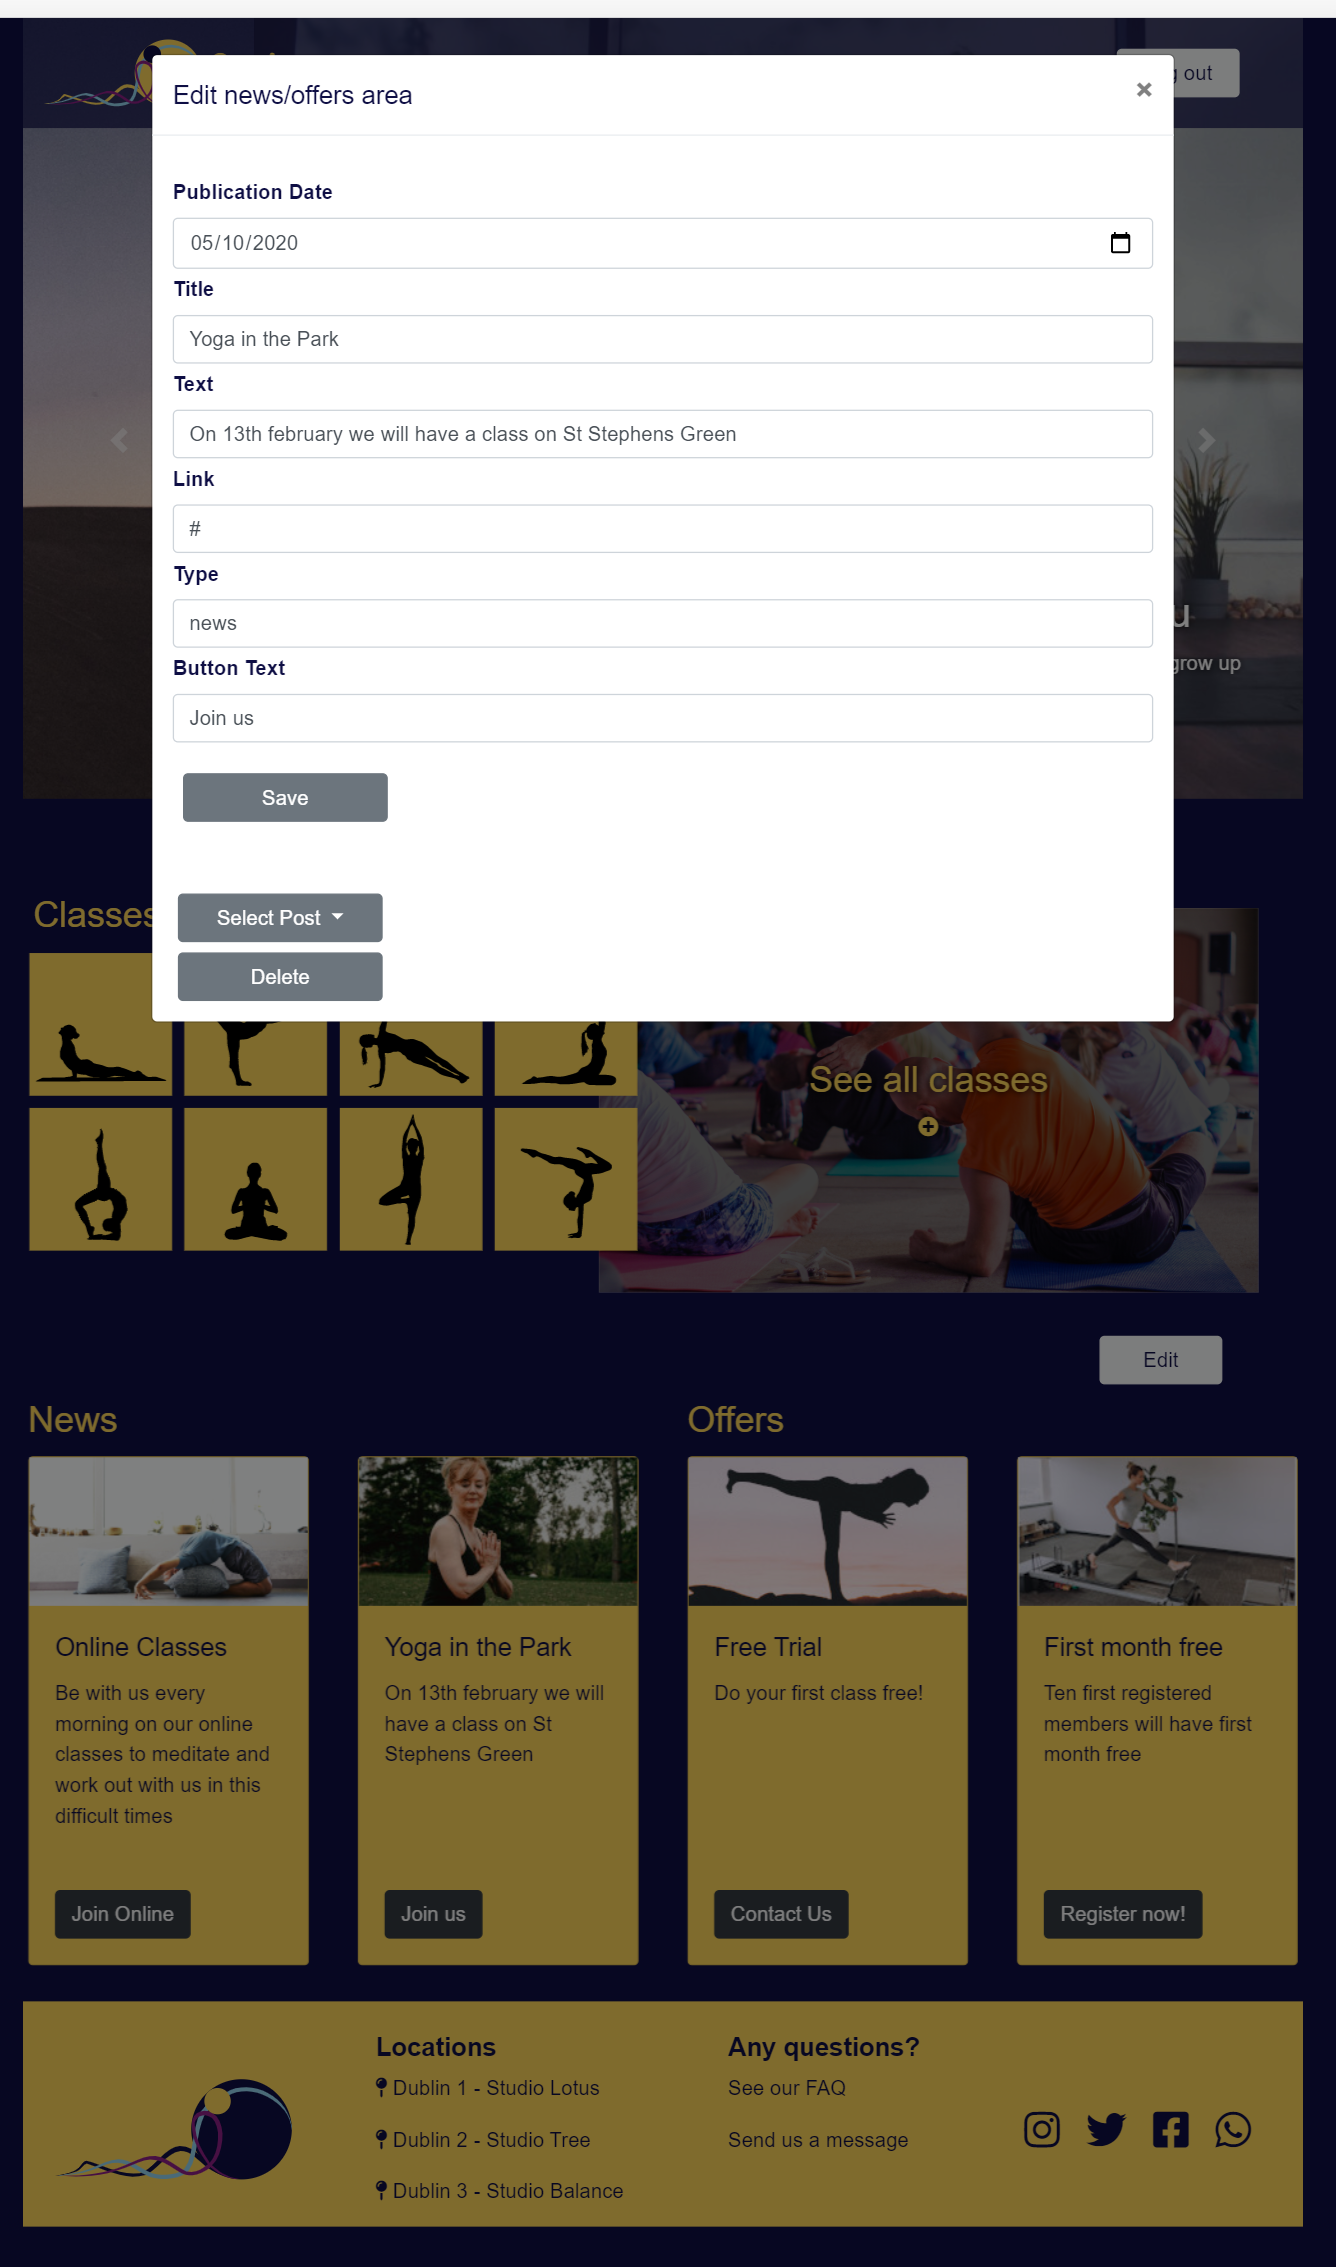 out
Edit news/offers area
×
Publication Date
05/10/2020
Title
Yoga in the Park
Text
On 13th february we will have a class on St Stephens Green
Link
#
Type
news
Button Text
Join us
grow up
Save
Select Post
Delete
Classes
See all classes
Edit
News
Offers
Online Classes
Be with us every
morning on our online
classes to meditate and
work out with us in this
difficult times
Join Online
Yoga in the Park
On 13th february we will
have a class on St
Stephens Green
Join us
Free Trial
Do your first class free!
Contact Us
First month free
Ten first registered
members will have first
month free
Register now!
Locations
Dublin 1 - Studio Lotus
Dublin 2 - Studio Tree
Dublin 3 - Studio Balance
Any questions?
See our FAQ
Send us a message